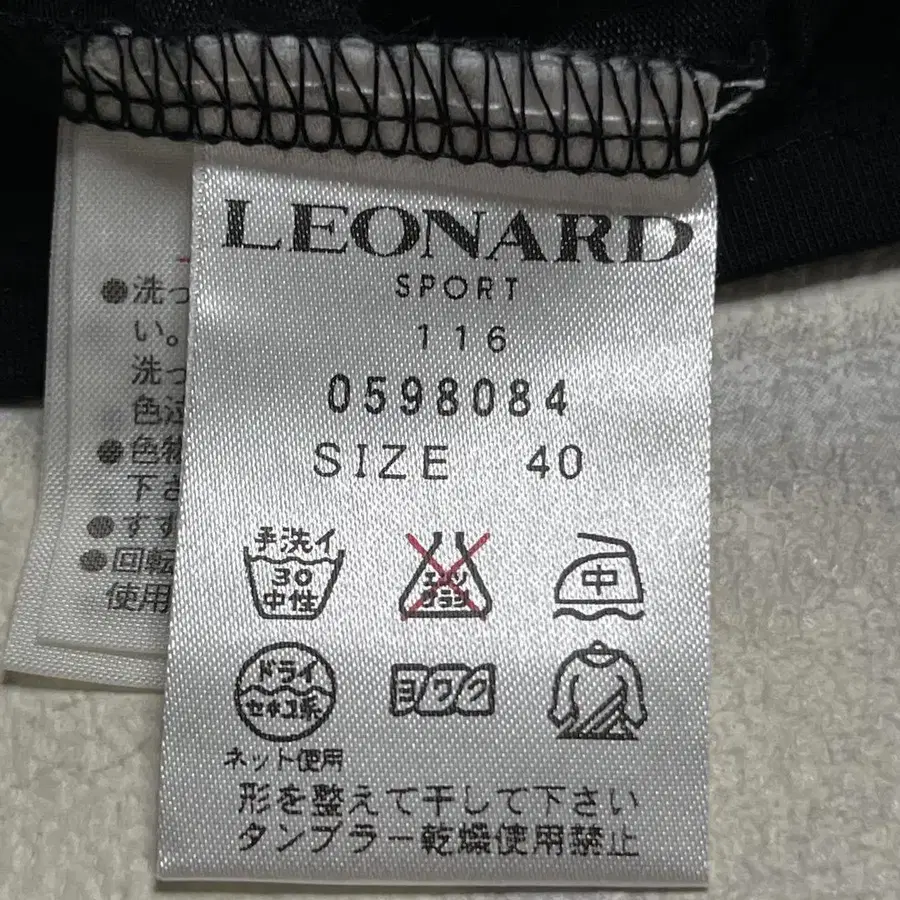 LEONARD
SPORT
116
0598084
SIZE 40
手洗イ
30
中性
エンソ
サラシ
中
ドライ
セキユ系
ヨワク
ネット使用
形を整えて干して下さい
タンブラー乾燥使用禁止
●洗っ
い。
洗っ
色
●色
下さ
●すす
●回転
使用